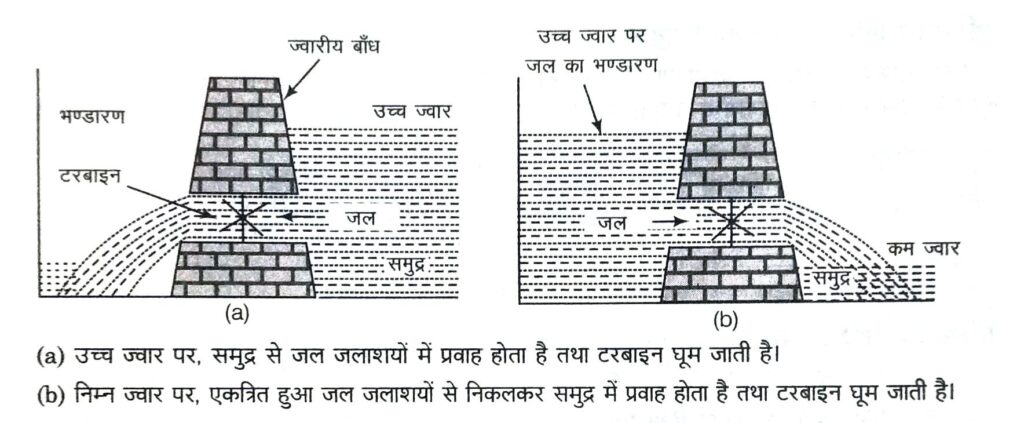 ज्वारीय बाँध
भण्डारण
उच्च ज्वार
टरबाइन
जल
समुद्र
(a)
उच्च ज्वार पर
जल का भण्डारण
जल
कम ज्वार
समुद्र
(b)
(a) उच्च ज्वार पर, समुद्र से जल जलाशयों में प्रवाह होता है तथा टरबाइन घूम जाती है।
(b) निम्न ज्वार पर, एकत्रित हुआ जल जलाशयों से निकलकर समुद्र में प्रवाह होता है तथा टरबाइन घूम जाती है।